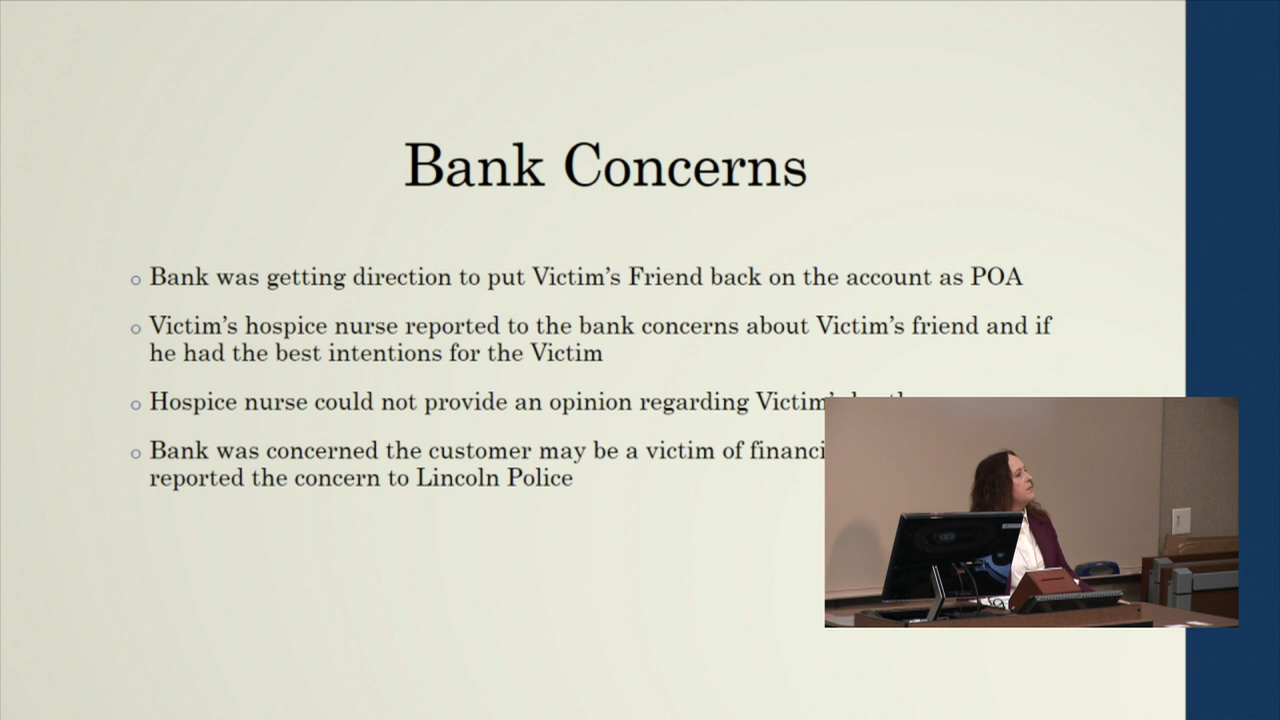 Bank Concerns
Bank was getting direction to put Victim's Friend back on the account as POA
Victim's hospice nurse reported to the bank concerns about Victim's friend and if
he had the best intentions for the Victim
Hospice nurse could not provide an opinion regarding Victim's
Bank was concerned the customer may be a victim of
reported the concern to Lincoln Police